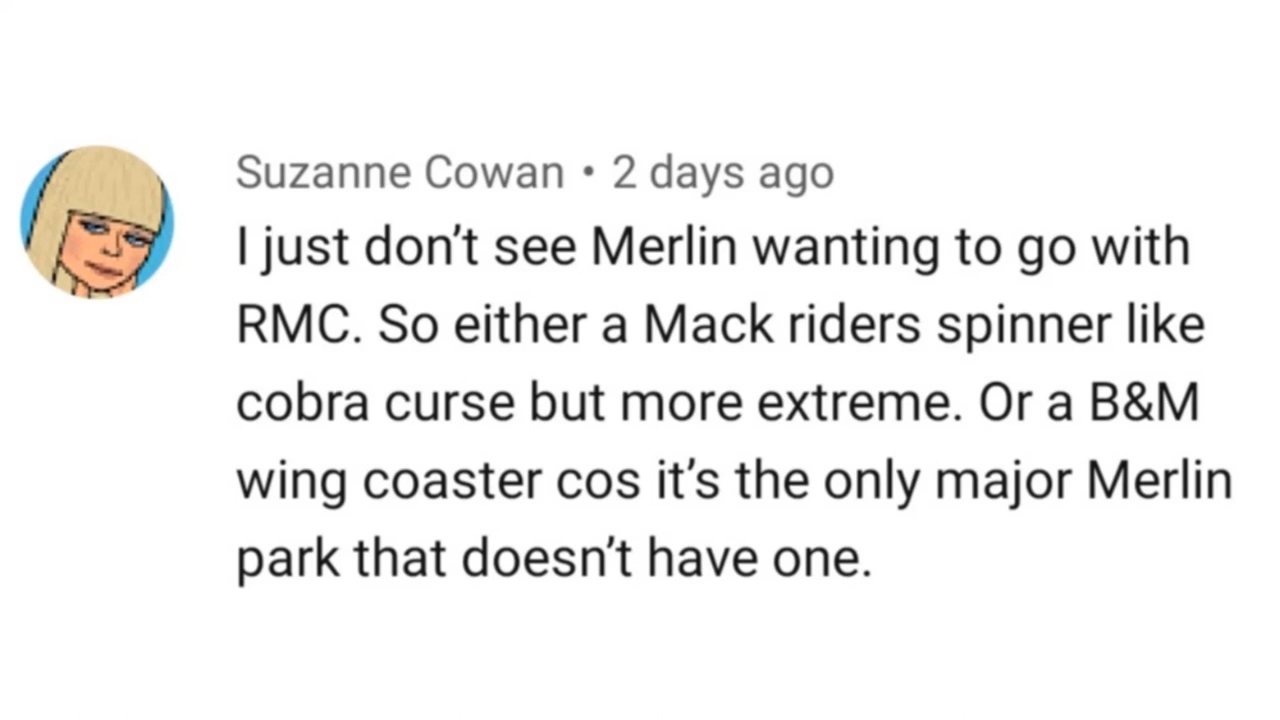 Suzanne Cowan • 2 days ago
I just don’t see Merlin wanting to go with
RMC. So either a Mack riders spinner like
cobra curse but more extreme. Or a B&M
wing coaster cos it’s the only major Merlin
park that doesn’t have one.